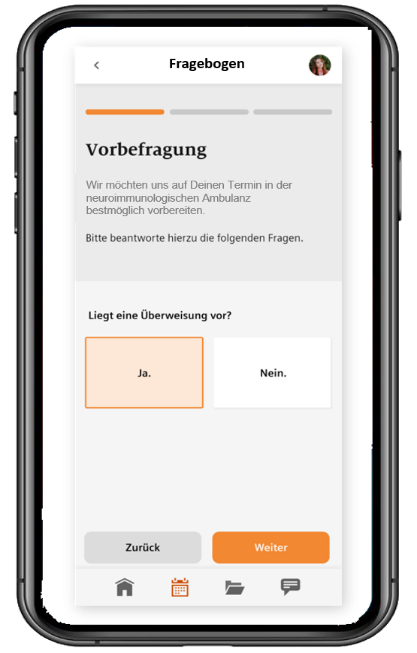 Fragebogen
Vorbefragung
Wir möchten uns auf Deinen Termin in der
neuroimmunologischen Ambulanz
bestmöglich vorbereiten.
Bitte beantworte hierzu die folgenden Fragen.
Liegt eine Überweisung vor?
Ja. Nein.
Zurück Weiter